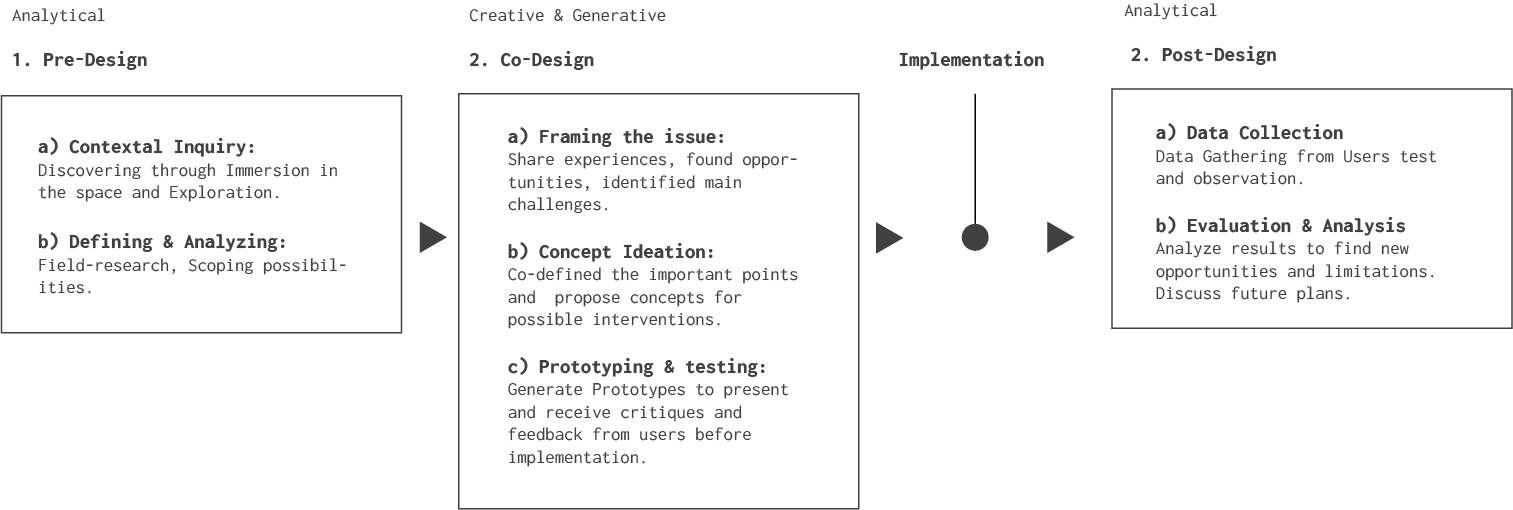 Analytical
1. Pre-Design
a) Contextal Inquiry:
Discovering through Immersion in
the space and Exploration.
b) Defining & Analyzing:
Field-research, Scoping possibil-
ities.
Creative & Generative
2. Co-Design
a) Framing the issue:
Share experiences, found oppor-
tunities, identified main
challenges.
b) Concept Ideation:
Co-defined the important points
and  propose concepts for
possible interventions.
c) Prototyping & testing:
Generate Prototypes to present
and receive critiques and
feedback from users before
implementation.
Implementation
Analytical
2. Post-Design
a) Data Collection
Data Gathering from Users test
and observation.
b) Evaluation & Analysis
Analyze results to find new
opportunities and limitations.
Discuss future plans.